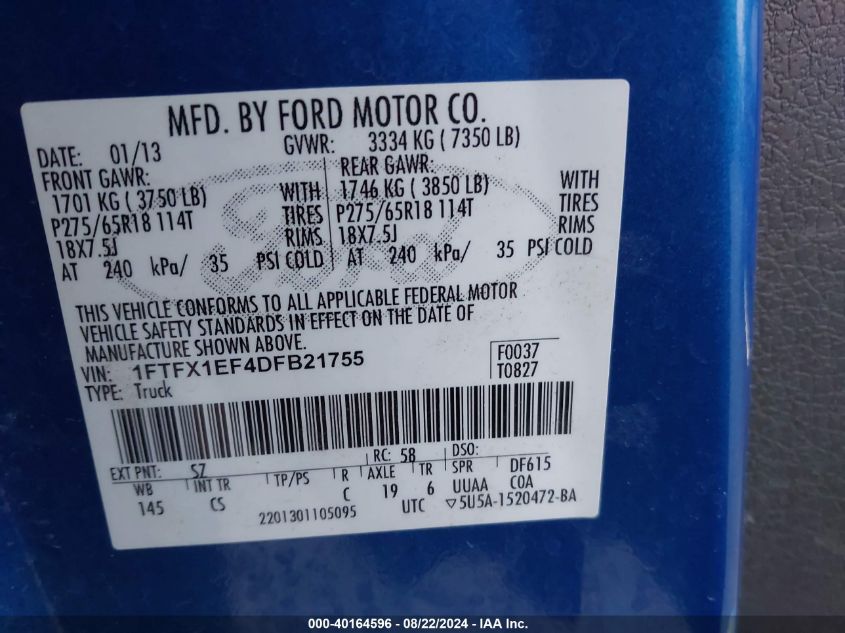 MFD. BY FORD MOTOR CO.
DATE: 01/13 GVWR: 3334 KG ( 7350 LB)
FRONT GAWR: REAR GAWR:
1701 KG ( 3750 LB) WITH 1746 KG ( 3850 LB) WITH
P275/65R18 114T TIRES P275/65R18 114T TIRES
18X7.5J RIMS 18X7.5J RIMS
AT 240 kPa/ 35 PSI COLD AT 240 kPa/ 35 PSI COLD
Ford
THIS VEHICLE CONFORMS TO ALL APPLICABLE FEDERAL MOTOR
VEHICLE SAFETY STANDARDS IN EFFECT ON THE DATE OF
MANUFACTURE SHOWN ABOVE.
VIN: 1FTFX1EF4DFB21755 F0037
TYPE: Truck T0827
EXT PNT: SZ RC: 58 DSO:
WB INT TR TP/PS R AXLE TR SPR DF615
145 CS C 19 6 UUAA COA
2201301105095 UTC ▽5U5A-1520472-BA
000-40164596 - 08/22/2024 - IAA Inc.